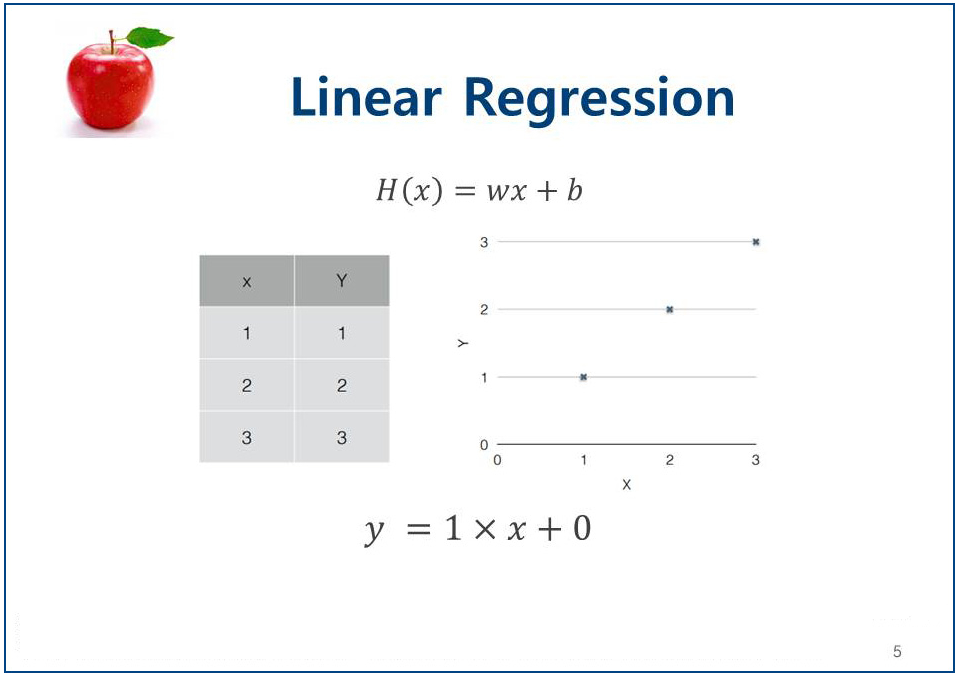 Linear Regression
H(x) = wx + b
x Y
1 1
2 2
3 3
3
2
Y
1
0
0 1 2 3
X
y = 1 × x + 0
5